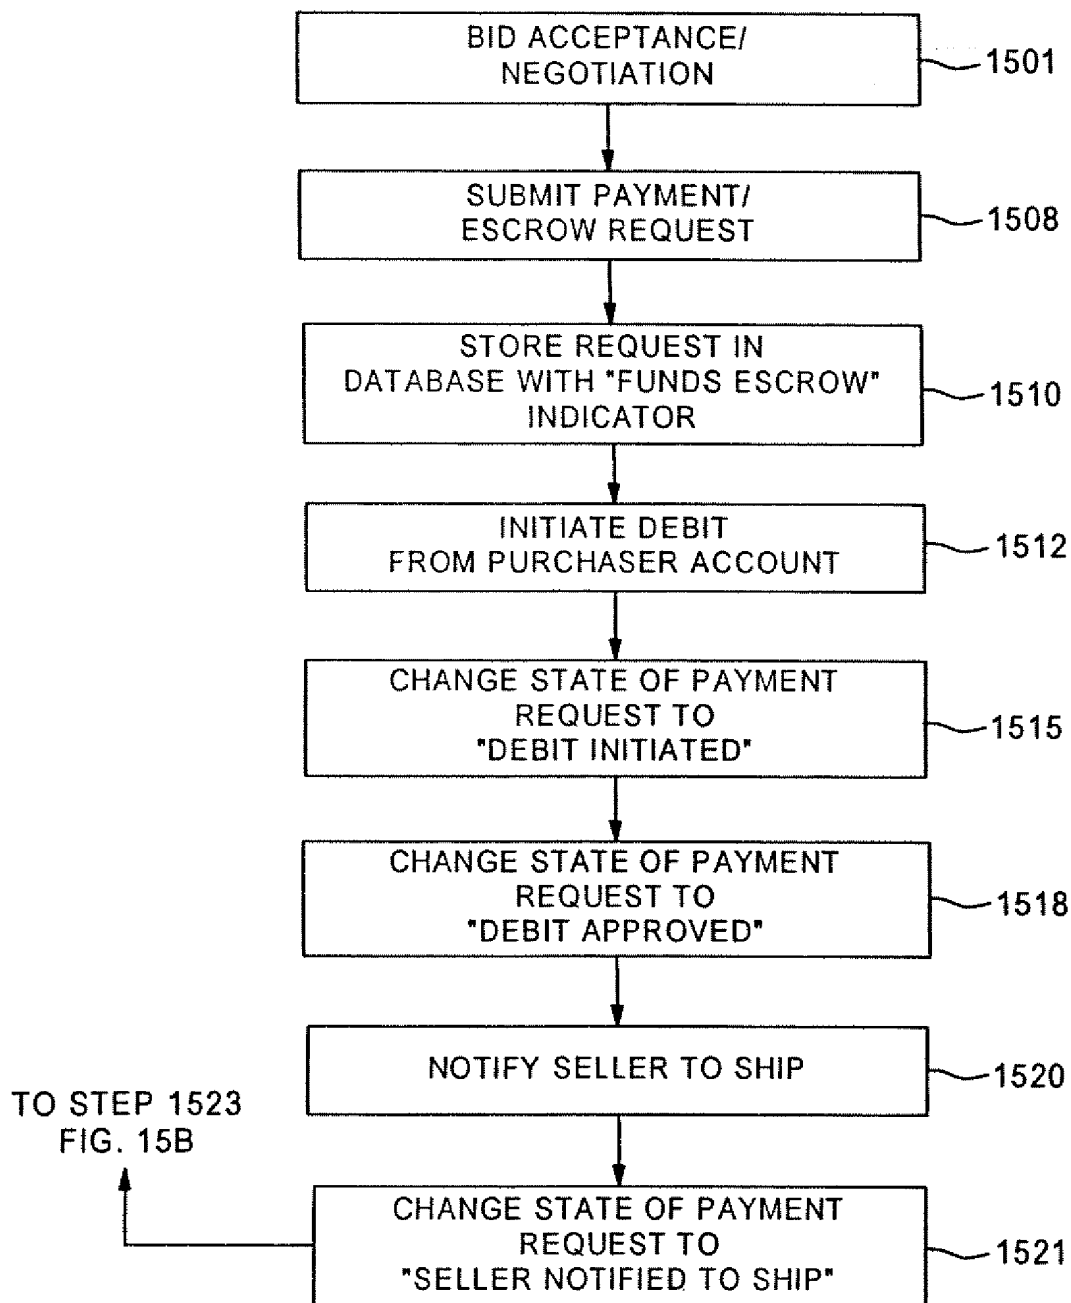 BID ACCEPTANCE/
NEGOTIATION
1501
SUBMIT PAYMENT/
ESCROW REQUEST
1508
STORE REQUEST IN
DATABASE WITH "FUNDS ESCROW"
INDICATOR
1510
INITIATE DEBIT
FROM PURCHASER ACCOUNT
1512
CHANGE STATE OF PAYMENT
REQUEST TO
"DEBIT INITIATED"
1515
CHANGE STATE OF PAYMENT
REQUEST TO
"DEBIT APPROVED"
1518
NOTIFY SELLER TO SHIP
1520
TO STEP 1523
FIG. 15B
CHANGE STATE OF PAYMENT
REQUEST TO
"SELLER NOTIFIED TO SHIP"
1521